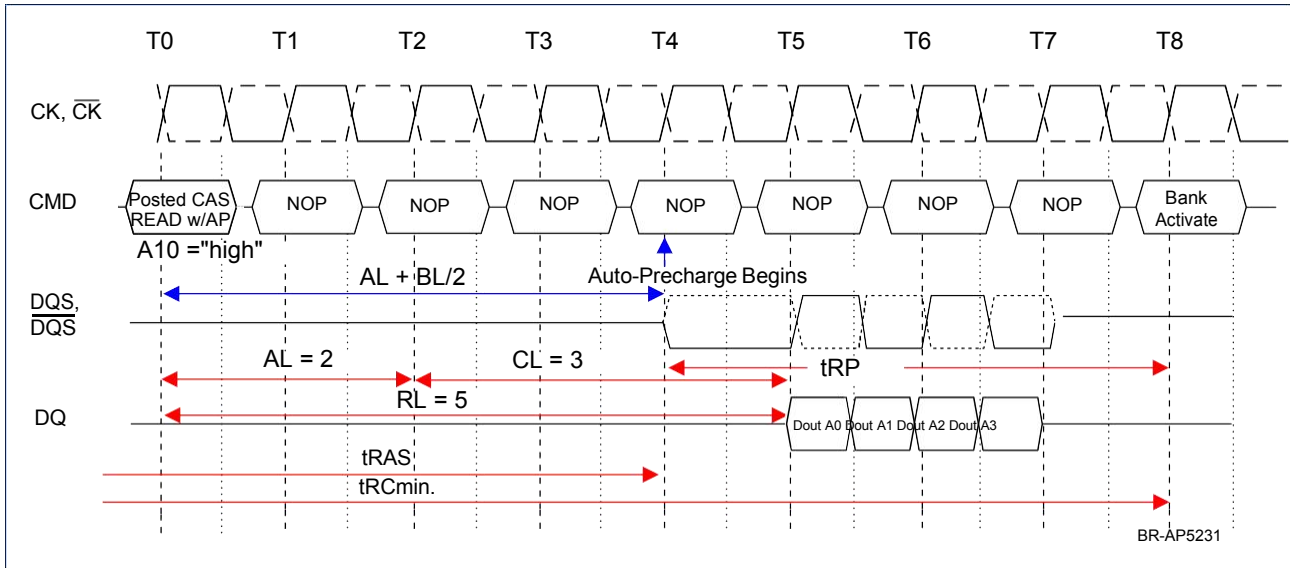 T0 T1 T2 T3 T4 T5 T6 T7 T8
CK, CK
CMD
Posted CAS
READ w/AP
NOP NOP NOP NOP NOP NOP NOP
Bank
Activate
A10 ="high"
AL + BL/2
Auto-Precharge Begins
DQS,
DQS
AL = 2
CL = 3
tRP
RL = 5
DQ
Dout A0 Dout A1 Dout A2 Dout A3
tRAS
tRCmin.
BR-AP5231